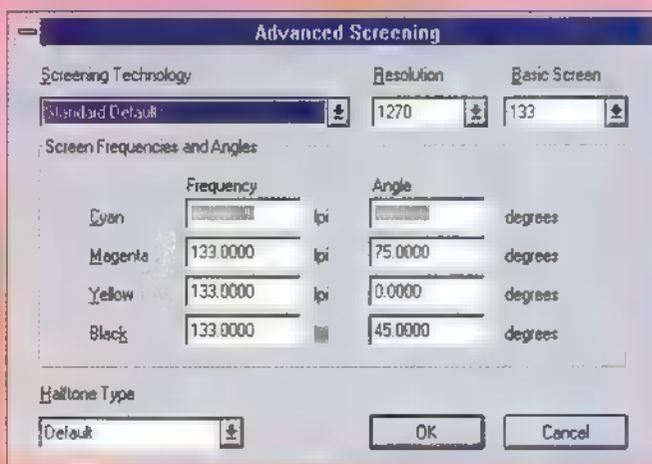 Advanced Screening
Screening Technology
Resolution
Basic Screen
Standard Default
1270
133
Screen Frequencies and Angles
Frequency
Angle
Cyan
lpi
degrees
Magenta
133.0000
lpi
75.0000
degrees
Yellow
133.0000
lpi
0.0000
degrees
Black
133.0000
45.0000
degrees
Halftone Type
Default
OK
Cancel